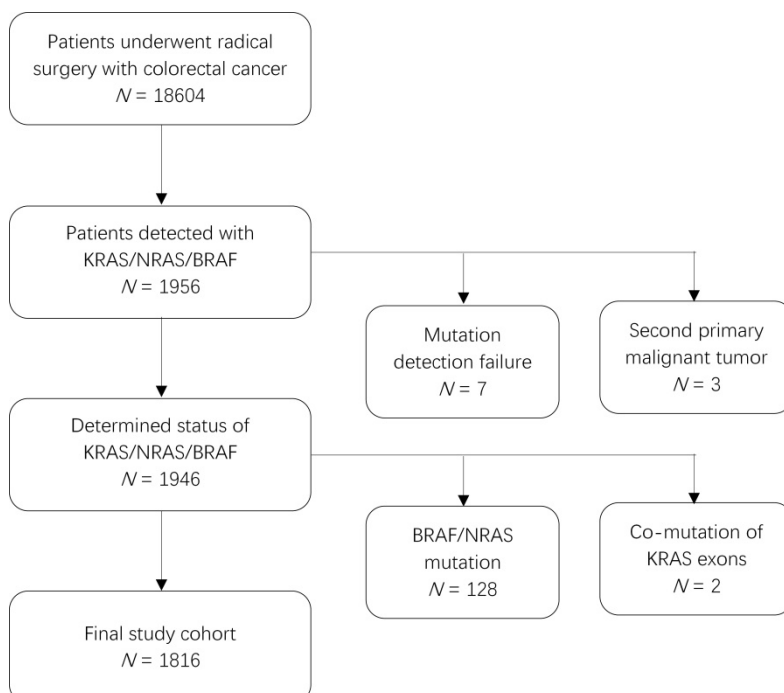 Patients underwent radical
surgery with colorectal cancer
N = 18604
Patients detected with
KRAS/NRAS/BRAF
N = 1956
Mutation
detection failure
N = 7
Second primary
malignant tumor
N = 3
Determined status of
KRAS/NRAS/BRAF
N = 1946
BRAF/NRAS
mutation
N = 128
Co-mutation of
KRAS exons
N = 2
Final study cohort
N = 1816